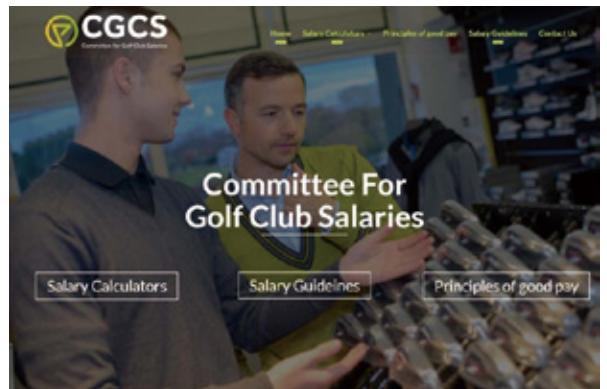 CGCS
Committee for Golf Club Salaries
Home Salary Calculators Principles of good pay Salary Guidelines Contact Us
Committee For
Golf Club Salaries
Salary Calculators Salary Guidelines Principles of good pay